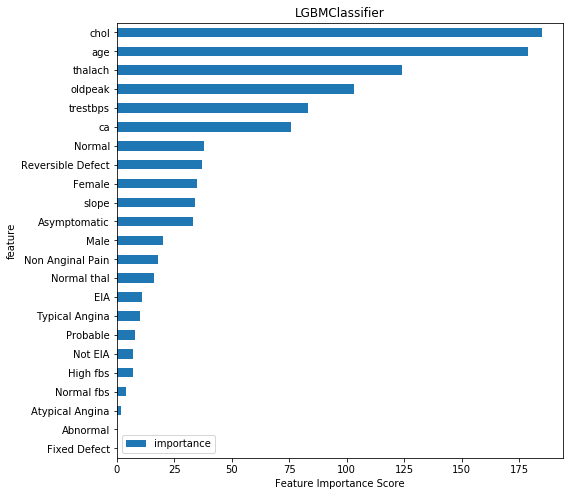 LGBMClassifier
feature
chol
age
thalach
oldpeak
trestbps
ca
Normal
Reversible Defect
Female
slope
Asymptomatic
Male
Non Anginal Pain
Normal thal
EIA
Typical Angina
Probable
Not EIA
High fbs
Normal fbs
Atypical Angina
Abnormal
Fixed Defect
importance
0 25 50 75 100 125 150 175
Feature Importance Score